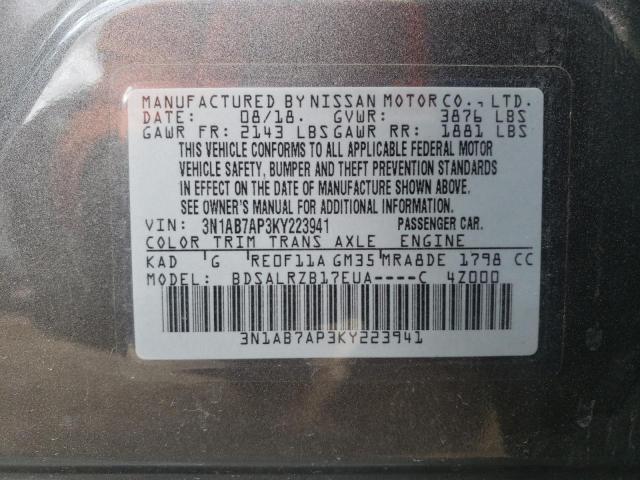 MANUFACTURED BY NISSAN MOTOR CO., LTD.
DATE: 08/18. GVWR: 3876 LBS
GAWR FR: 2143 LBS GAWR RR: 1881 LBS
THIS VEHICLE CONFORMS TO ALL APPLICABLE FEDERAL MOTOR
VEHICLE SAFETY, BUMPER AND THEFT PREVENTION STANDARDS
IN EFFECT ON THE DATE OF MANUFACTURE SHOWN ABOVE.
SEE OWNER'S MANUAL FOR ADDITIONAL INFORMATION.
VIN: 3N1AB7AP3KY223941 PASSENGER CAR.
COLOR TRIM TRANS AXLE ENGINE
KAD G RE0F11A GM35 MRA8DE 1798 CC
MODEL: BDSALRZB17EUA----C 4Z000
3N1AB7AP3KY223941